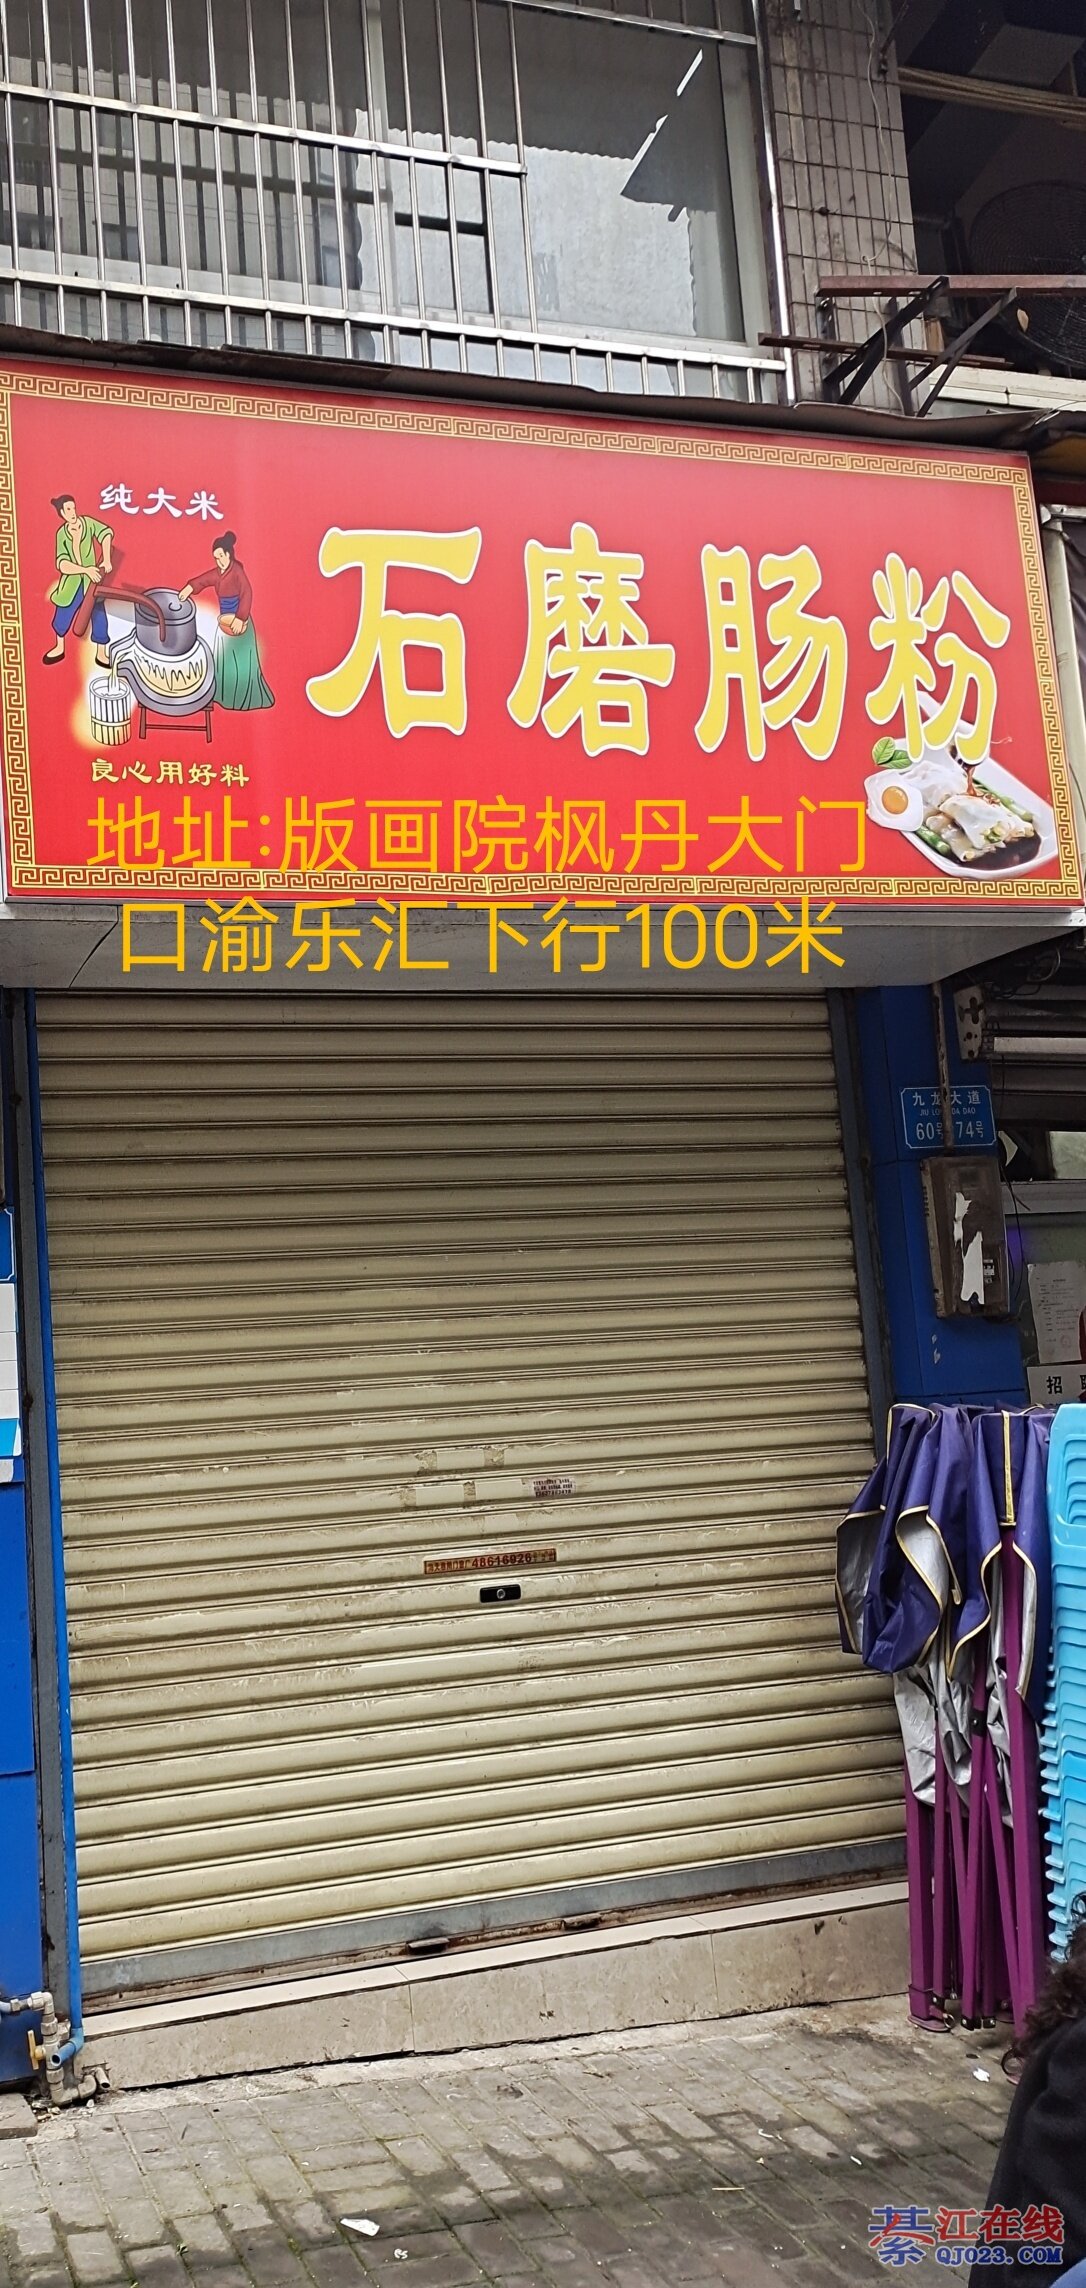 纯大米
石磨肠粉
良心用好料
地址:版画院枫丹大门
口渝乐汇下行100米
九龙大道
60号 74号
48616926
招
綦江在线
QJ023.COM